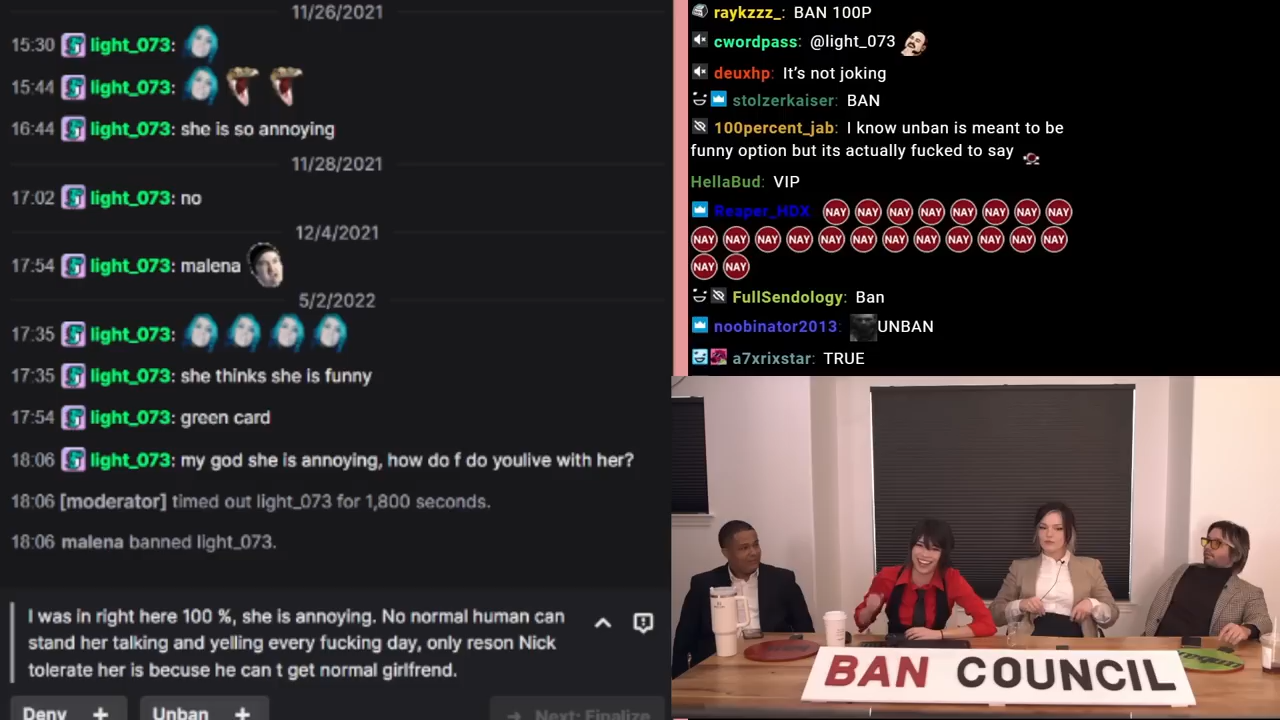 11/26/2021
15:30 light_073:
15:44 light_073:
16:44 light_073: she is so annoying
11/28/2021
17:02 light_073: no
12/4/2021
17:54 light_073: malena
5/2/2022
17:35 light_073:
17:35 light_073: she thinks she is funny
17:54 light_073: green card
18:06 light_073: my god she is annoying, how do f do youlive with her?
18:06 [moderator] timed out light_073 for 1,800 seconds.
18:06 malena banned light_073.
I was in right here 100 %, she is annoying. No normal human can
stand her talking and yelling every fucking day, only reson Nick
tolerate her is becuse he can t get normal girlfrend.
Deny +
Unban +
→ Next: Finalize
raykzzz_: BAN 100P
cwordpass: @light_073
deuxhp: It's not joking
stolzerkaiser: BAN
100percent_jab: I know unban is meant to be
funny option but its actually fucked to say
HellaBud: VIP
Reaper_HDX NAY NAY NAY NAY NAY NAY NAY NAY
NAY NAY NAY NAY NAY NAY NAY NAY NAY NAY NAY NAY
NAY NAY
FullSendology: Ban
noobinator2013: UNBAN
a7xrixstar: TRUE
BAN COUNCIL